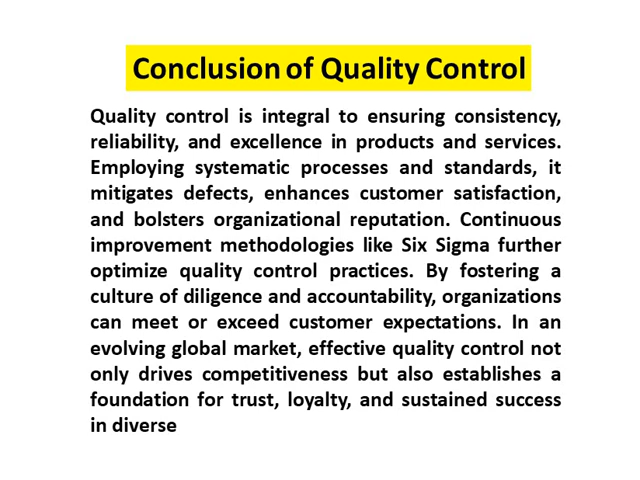 Conclusion of Quality Control
Quality control is integral to ensuring consistency,
reliability, and excellence in products and services.
Employing systematic processes and standards, it
mitigates defects, enhances customer satisfaction,
and bolsters organizational reputation. Continuous
improvement methodologies like Six Sigma further
optimize quality control practices. By fostering a
culture of diligence and accountability, organizations
can meet or exceed customer expectations. In an
evolving global market, effective quality control not
only drives competitiveness but also establishes a
foundation for trust, loyalty, and sustained success
in diverse